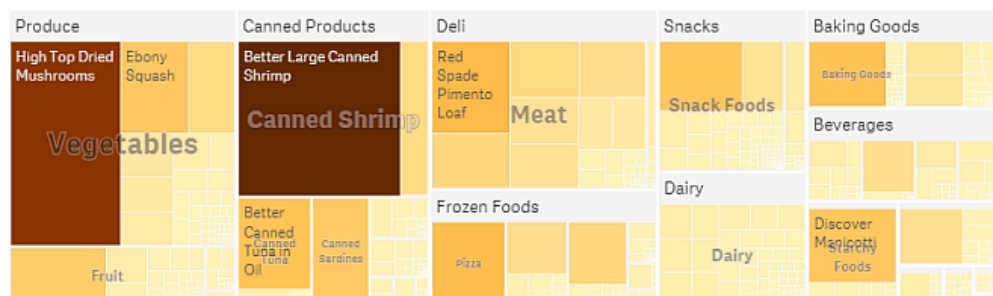 Produce
High Top Dried
Mushrooms
Ebony
Squash
Vegetables
Fruit
Canned Products
Better Large Canned
Shrimp
Canned Shrimp
Better
Canned
Tuna in
Oil
Canned
Tuna
Canned
Sardines
Deli
Red
Spade
Pimento
Loaf
Meat
Frozen Foods
Pizza
Snacks
Snack Foods
Dairy
Dairy
Baking Goods
Baking Goods
Beverages
Discover
Manicotti
Starchy
Foods